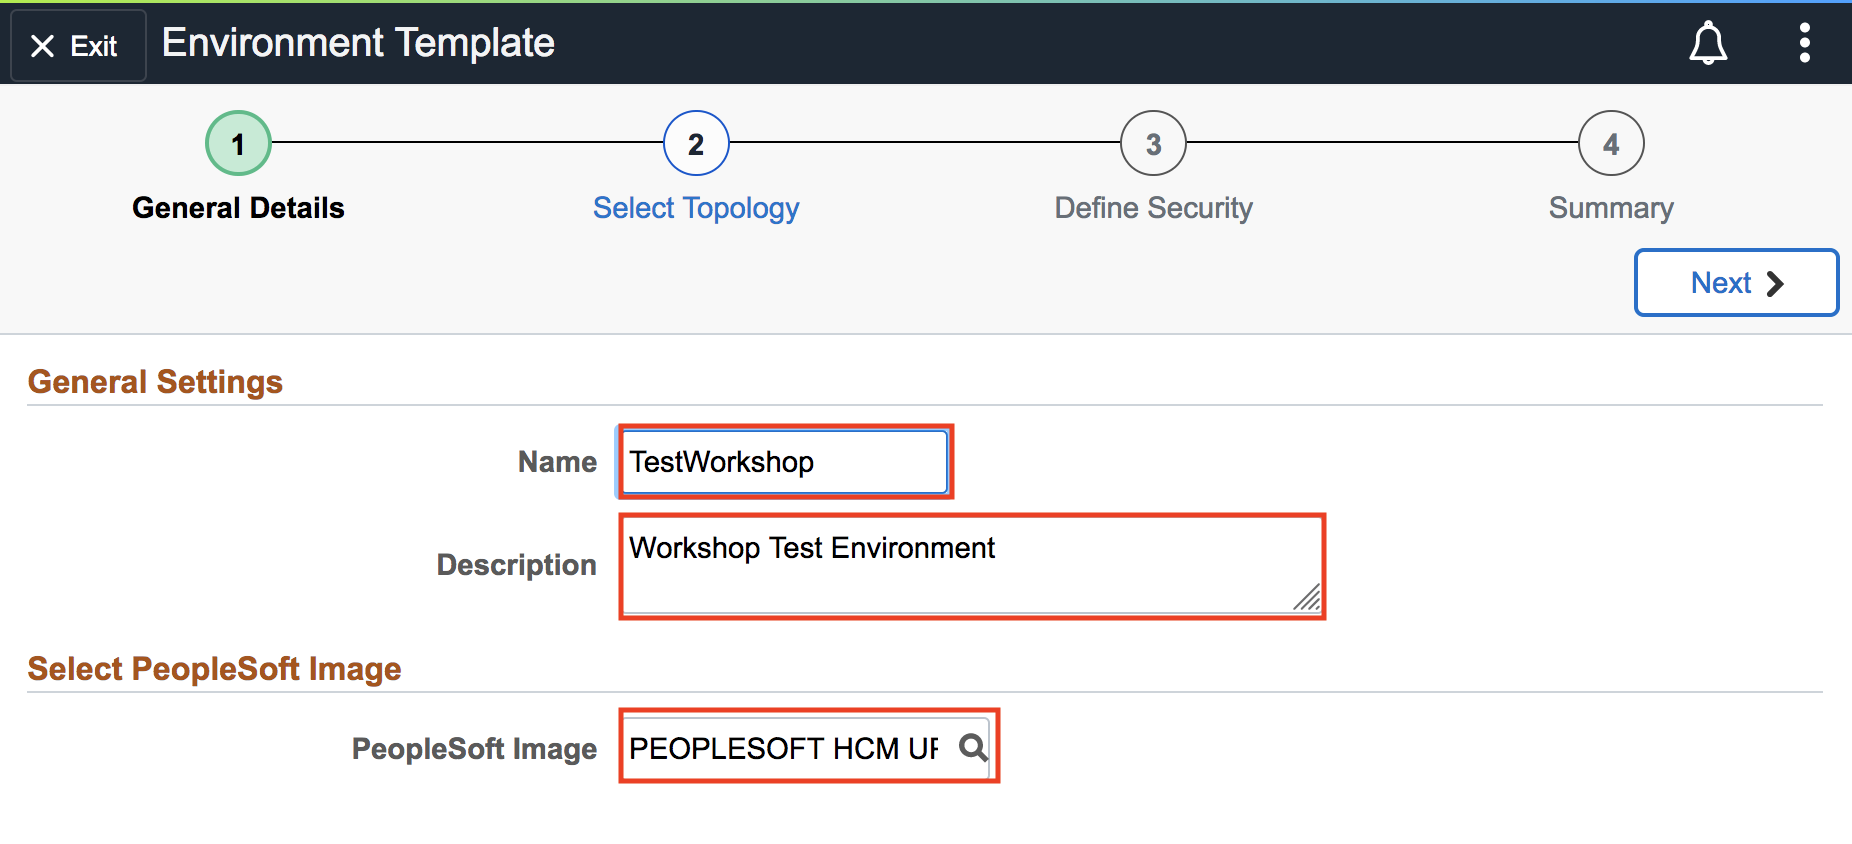 Exit
Environment Template
1
2
3
4
General Details
Select Topology
Define Security
Summary
Next
General Settings
Name
TestWorkshop
Description
Workshop Test Environment
Select PeopleSoft Image
PeopleSoft Image
PEOPLESOFT HCM